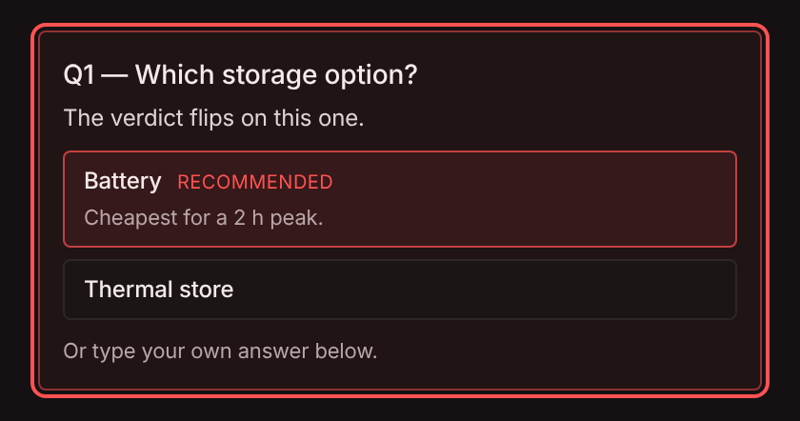 Q1 — Which storage option?
The verdict flips on this one.
Battery RECOMMENDED
Cheapest for a 2 h peak.
Thermal store
Or type your own answer below.